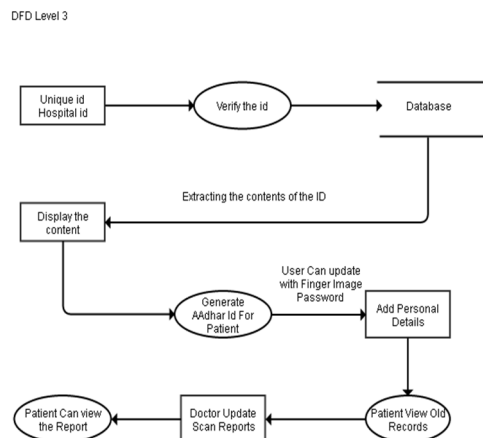 DFD Level 3
Unique id
Hospital id
Verify the id
Database
Extracting the contents of the ID
Display the
content
Generate
AAdhar Id For
Patient
User Can update
with Finger Image
Password
Add Personal
Details
Patient View Old
Records
Doctor Update
Scan Reports
Patient Can view
the Report